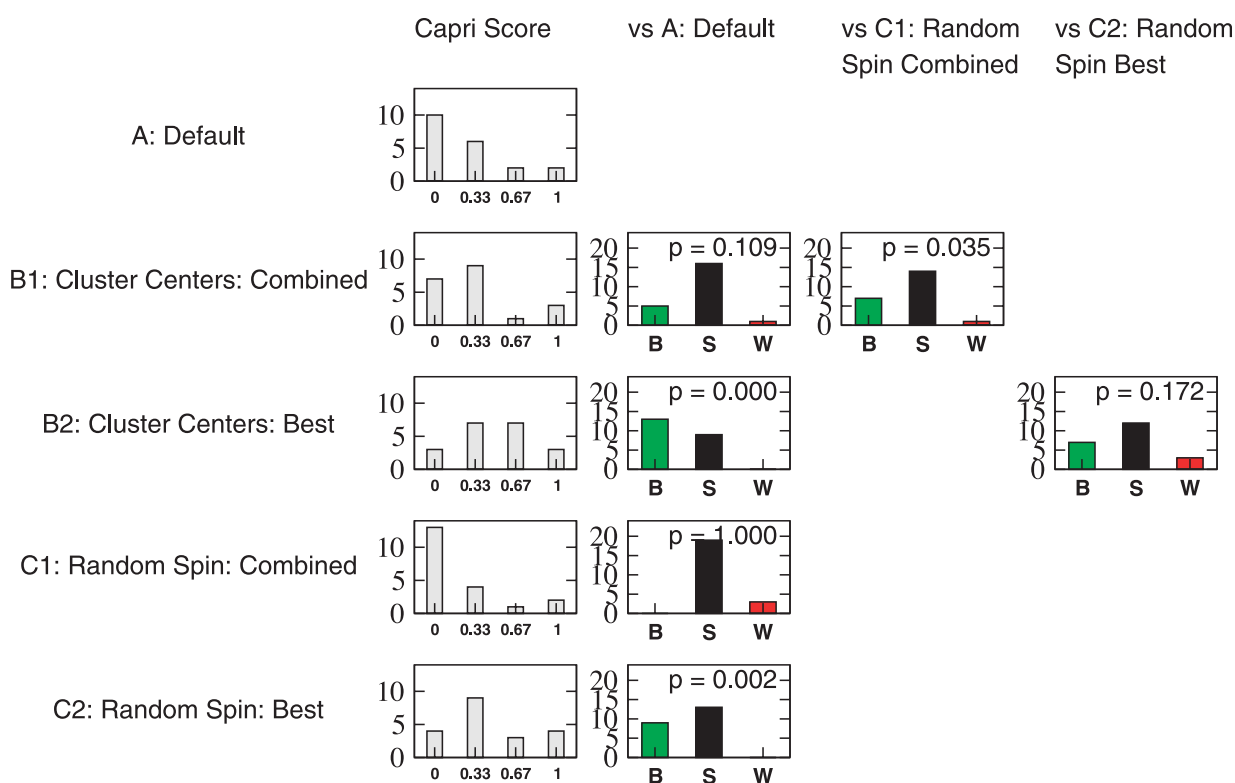 Capri Score vs A: Default vs C1: Random vs C2: Random
Spin Combined Spin Best
A: Default
10
5
0
0 0.33 0.67 1
B1: Cluster Centers: Combined
10
5
0
0 0.33 0.67 1
p = 0.109
20
15
10
5
0
B S W
p = 0.035
20
15
10
5
0
B S W
B2: Cluster Centers: Best
10
5
0
0 0.33 0.67 1
p = 0.000
20
15
10
5
0
B S W
p = 0.172
20
15
10
5
0
B S W
C1: Random Spin: Combined
10
5
0
0 0.33 0.67 1
p = 1.000
20
15
10
5
0
B S W
C2: Random Spin: Best
10
5
0
0 0.33 0.67 1
p = 0.002
20
15
10
5
0
B S W